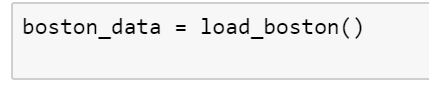 boston_data = load_boston()